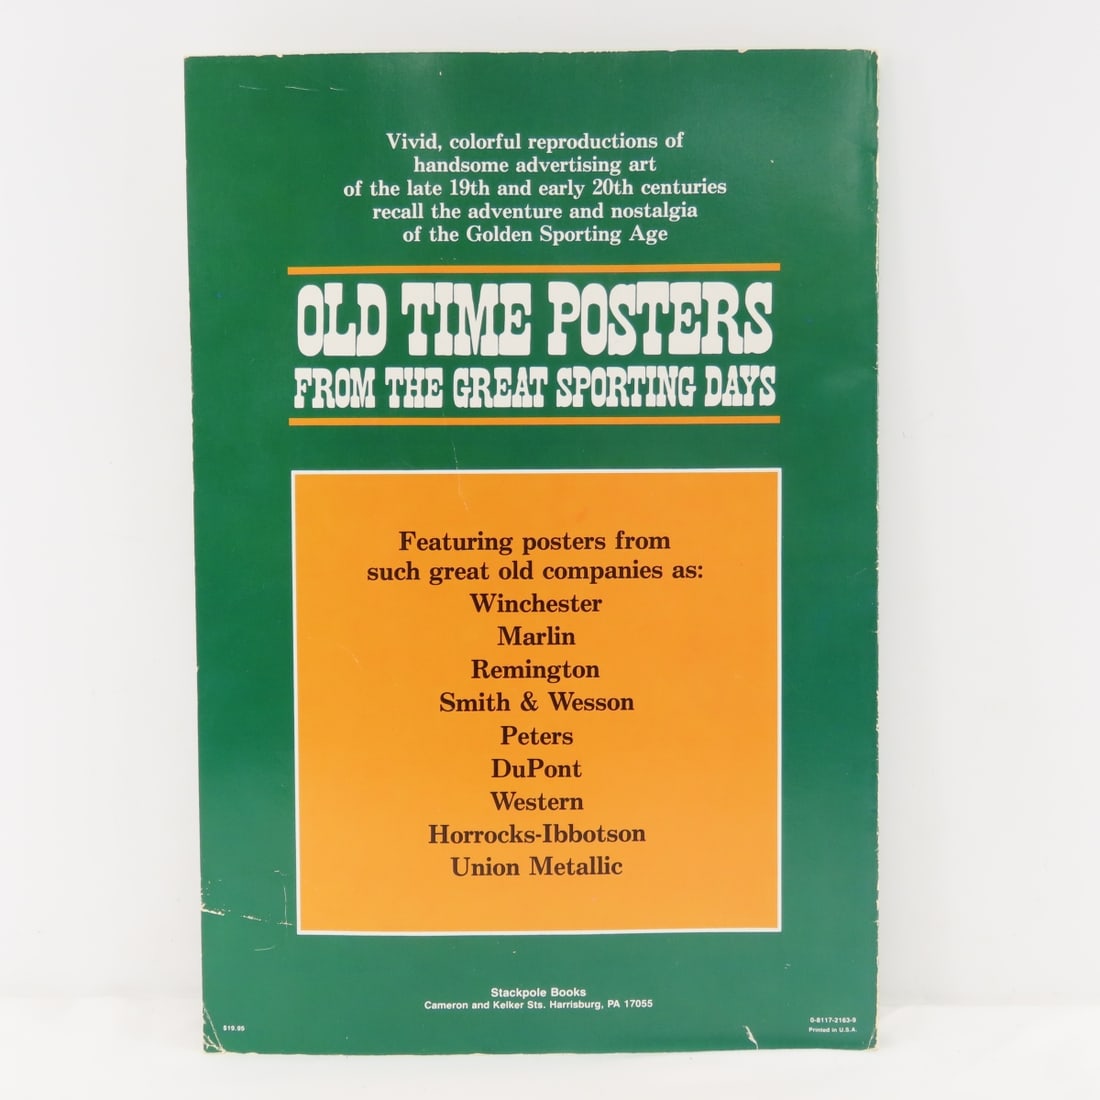 Vivid, colorful reproductions of
handsome advertising art
of the late 19th and early 20th centuries
recall the adventure and nostalgia
of the Golden Sporting Age
OLD TIME POSTERS
FROM THE GREAT SPORTING DAYS
Featuring posters from
such great old companies as:
Winchester
Marlin
Remington
Smith & Wesson
Peters
DuPont
Western
Horrocks-Ibbotson
Union Metallic
Stackpole Books
Cameron and Kelker Sts. Harrisburg, PA 17055
$19.95
0-8117-2163-9
Printed in U.S.A.